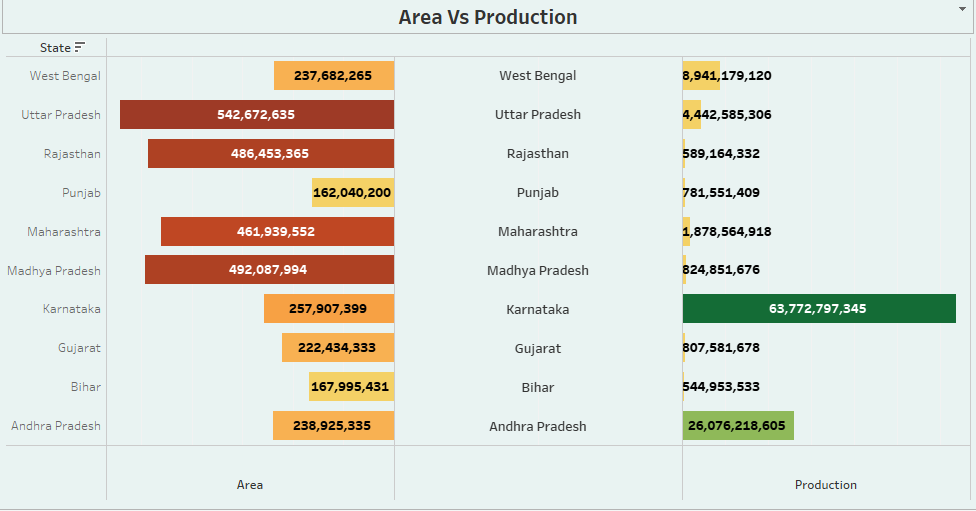 Area Vs Production
State
West Bengal 237,682,265 West Bengal 8,941,179,120
Uttar Pradesh 542,672,635 Uttar Pradesh 4,442,585,306
Rajasthan 486,453,365 Rajasthan 589,164,332
Punjab 162,040,200 Punjab 781,551,409
Maharashtra 461,939,552 Maharashtra 1,878,564,918
Madhya Pradesh 492,087,994 Madhya Pradesh 824,851,676
Karnataka 257,907,399 Karnataka 63,772,797,345
Gujarat 222,434,333 Gujarat 807,581,678
Bihar 167,995,431 Bihar 544,953,533
Andhra Pradesh 238,925,335 Andhra Pradesh 26,076,218,605
Area Production